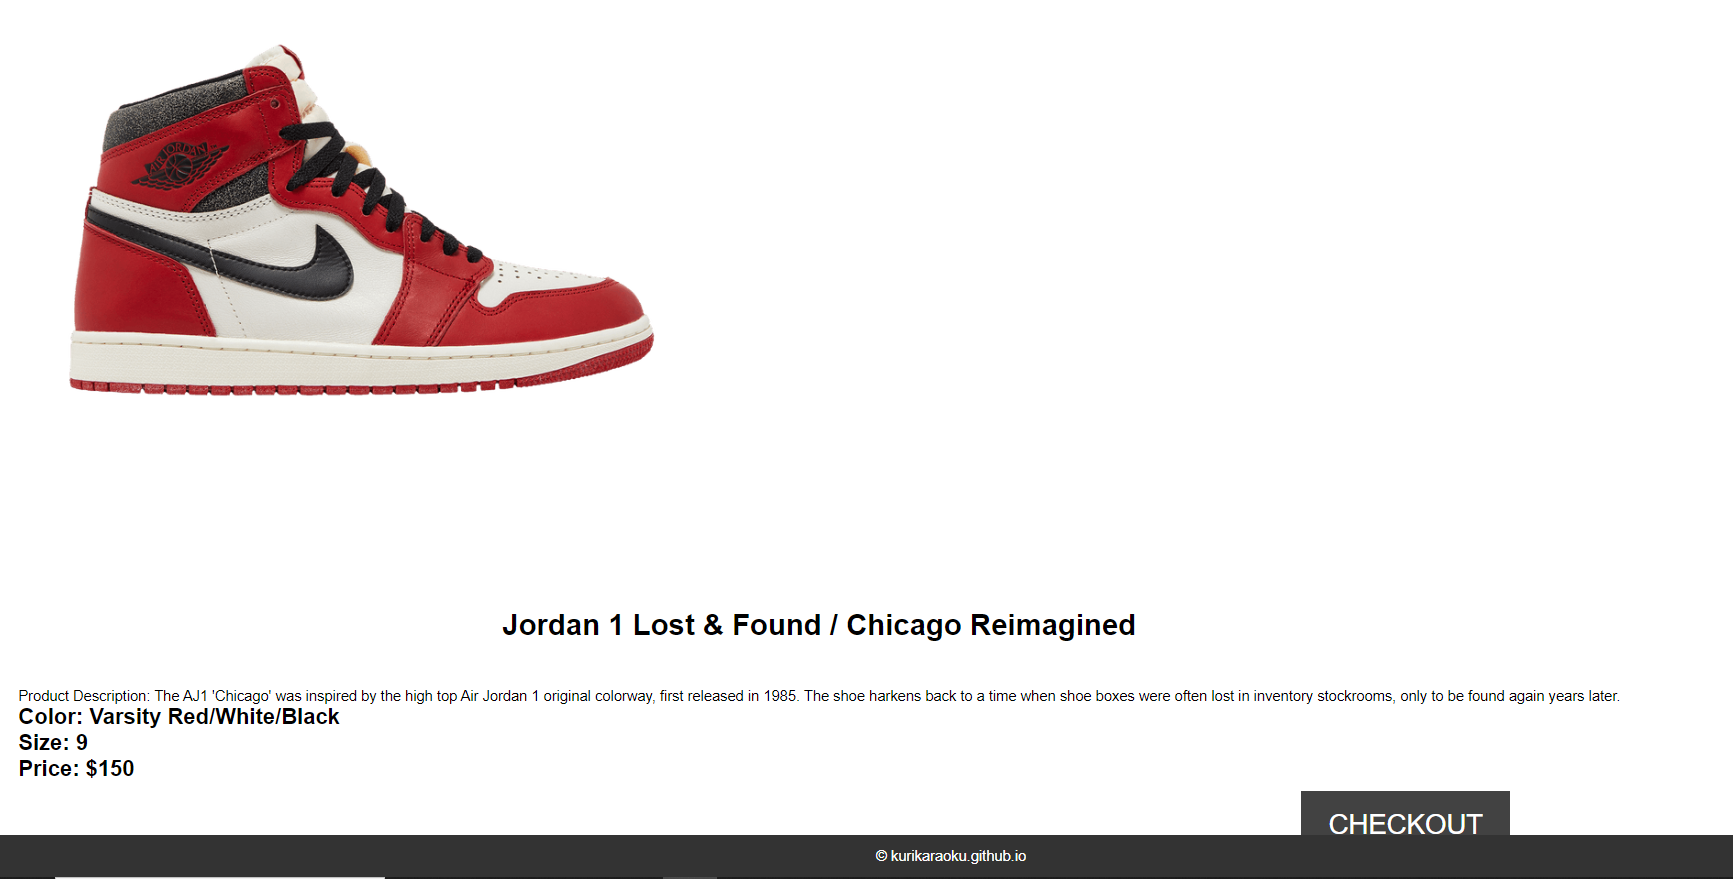 AIR JORDAN
Jordan 1 Lost & Found / Chicago Reimagined
Product Description: The AJ1 'Chicago' was inspired by the high top Air Jordan 1 original colorway, first released in 1985. The shoe harkens back to a time when shoe boxes were often lost in inventory stockrooms, only to be found again years later.
Color: Varsity Red/White/Black
Size: 9
Price: $150
CHECKOUT
© kurikaraoku.github.io